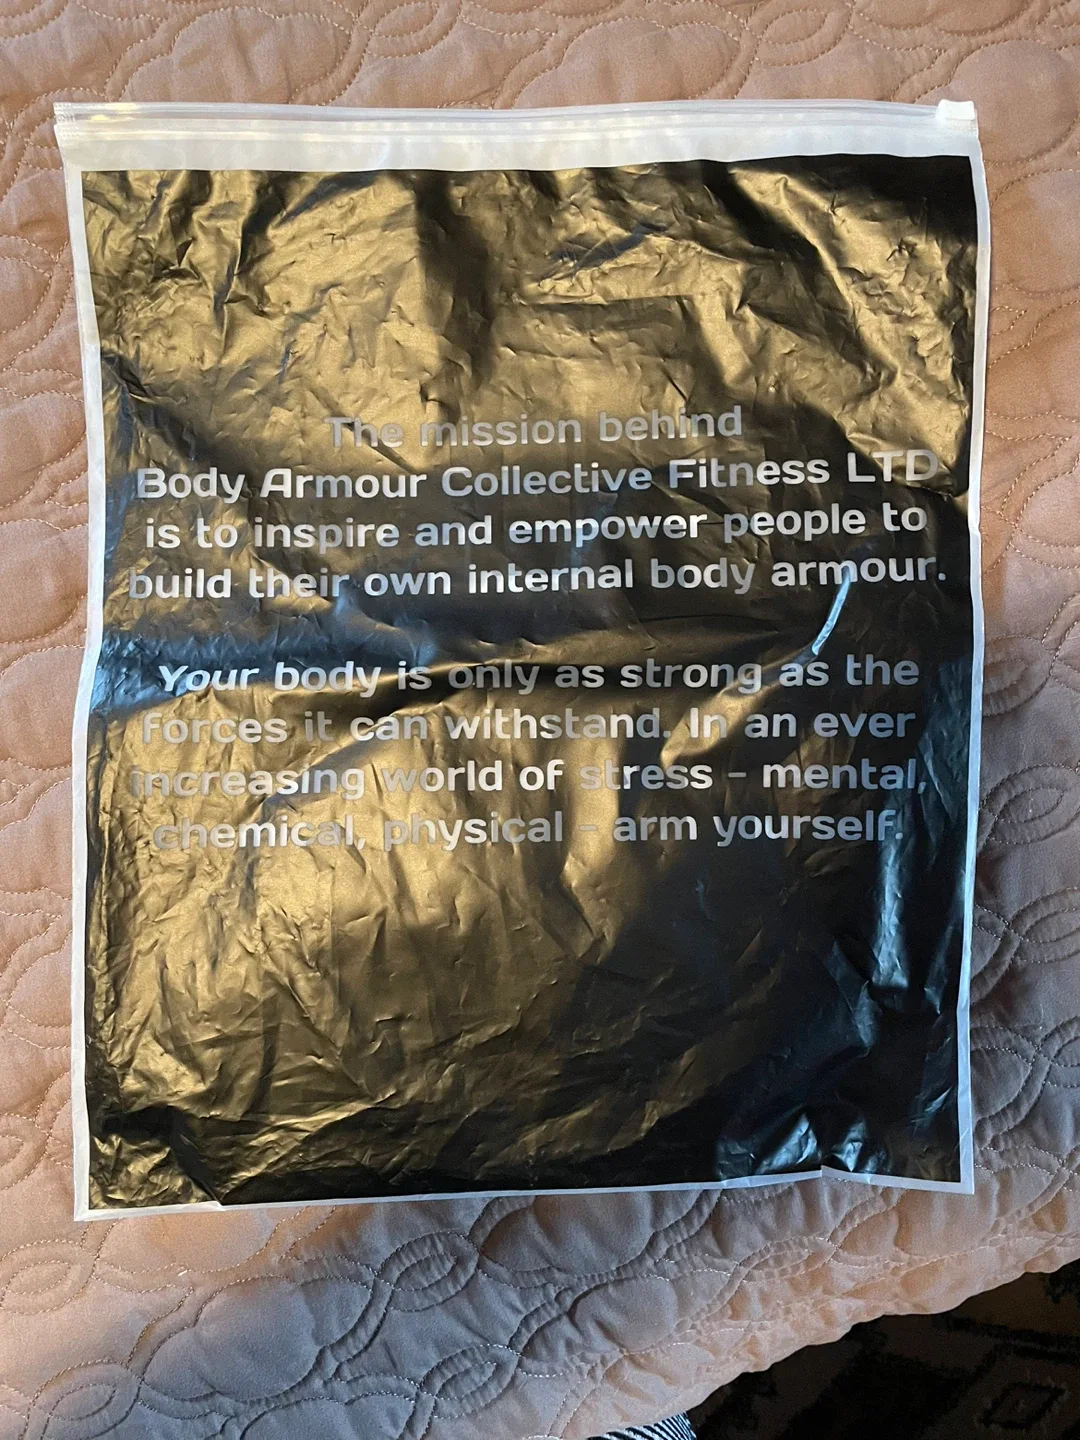 The mission behind
Body Armour Collective Fitness LTD
is to inspire and empower people to
build their own internal body armour.
Your body is only as strong as the
forces it can withstand. In an ever
increasing world of stress - mental,
chemical, physical - arm yourself.